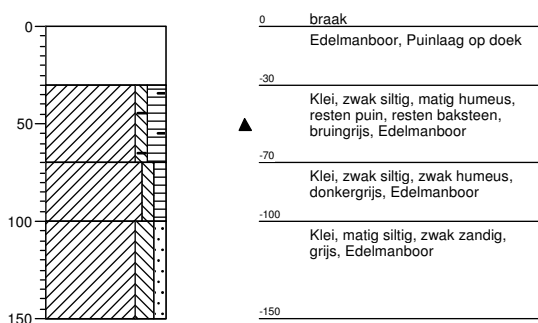 0
50
100
150
0
braak
Edelmanboor, Puinlaag op doek
-30
Klei, zwak siltig, matig humeus,
resten puin, resten baksteen,
bruingrijs, Edelmanboor
-70
Klei, zwak siltig, zwak humeus,
donkergrijs, Edelmanboor
-100
Klei, matig siltig, zwak zandig,
grijs, Edelmanboor
-150